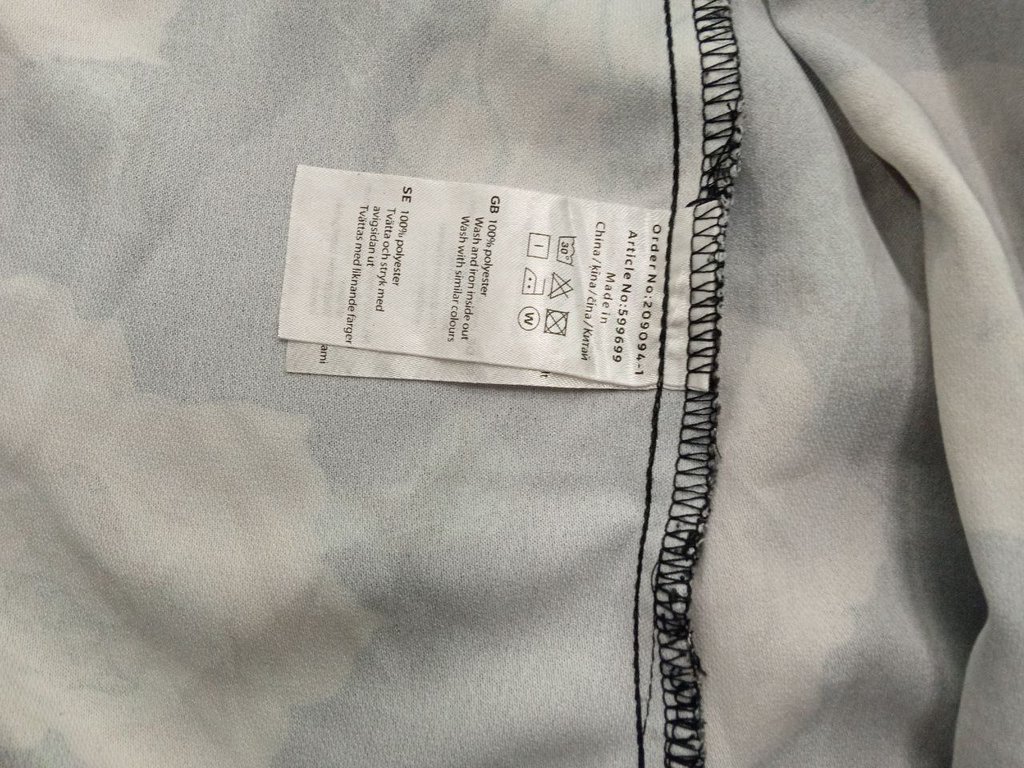 Order No:209094-1
Article No:599699
Made in
China/kina/čína/Китай
30°
W
GB 100% polyester
Wash and iron inside out
Wash with similar colours
SE 100% polyester
Tvätta och stryk med
avigsidan ut
Tvättas med liknande färger
ami